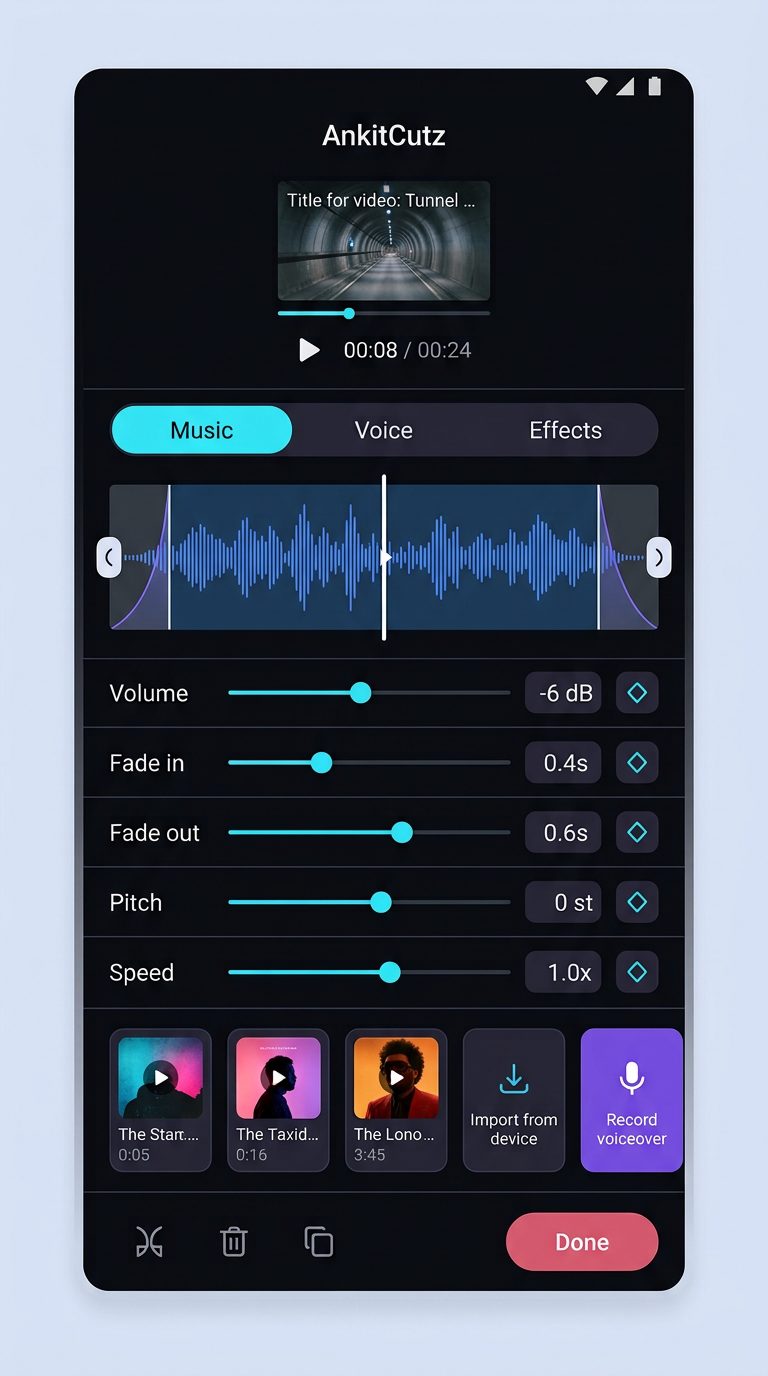 AnkitCutz
Title for video: Tunnel ...
00:08 / 00:24
Music Voice Effects
Volume -6 dB
Fade in 0.4s
Fade out 0.6s
Pitch 0 st
Speed 1.0x
The Starr....
0:05
The Taxid...
0:16
The Lono...
3:45
Import from
device
Record
voiceover
Done